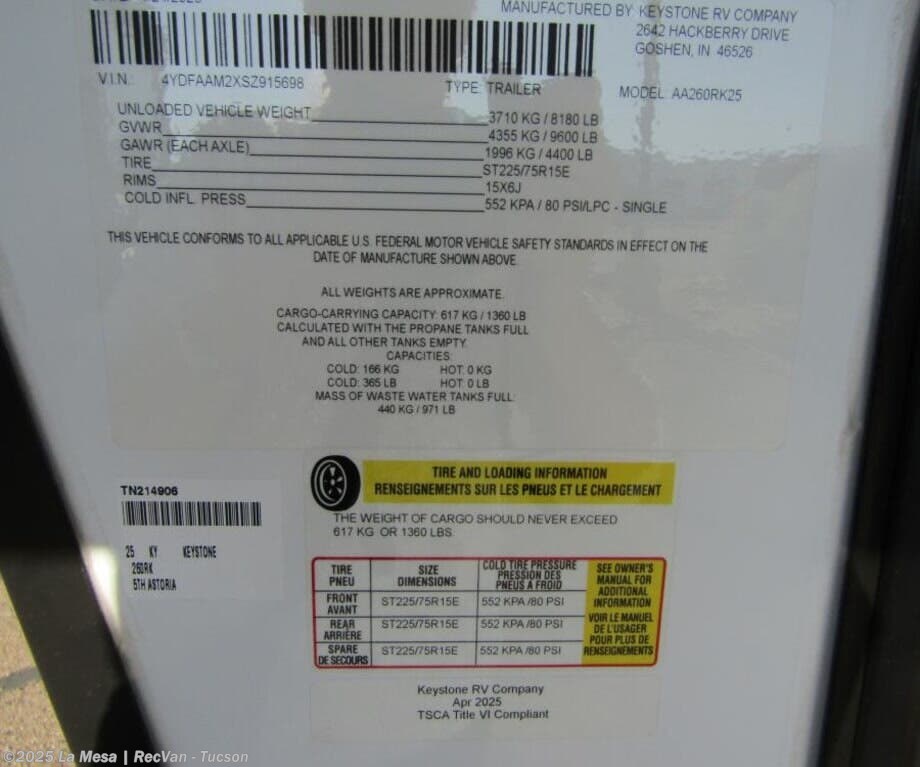 MANUFACTURED BY: KEYSTONE RV COMPANY
2642 HACKBERRY DRIVE
GOSHEN, IN 46526
V.I.N. 4YDFAAM2XSZ915698 TYPE: TRAILER MODEL: AA260RK25
UNLOADED VEHICLE WEIGHT 3710 KG / 8180 LB
GVWR 4355 KG / 9600 LB
GAWR (EACH AXLE) 1996 KG / 4400 LB
TIRE ST225/75R15E
RIMS 15X6J
COLD INFL. PRESS 552 KPA / 80 PSI/LPC - SINGLE
THIS VEHICLE CONFORMS TO ALL APPLICABLE U.S. FEDERAL MOTOR VEHICLE SAFETY STANDARDS IN EFFECT ON THE
DATE OF MANUFACTURE SHOWN ABOVE.
ALL WEIGHTS ARE APPROXIMATE.
CARGO-CARRYING CAPACITY: 617 KG / 1360 LB
CALCULATED WITH THE PROPANE TANKS FULL
AND ALL OTHER TANKS EMPTY.
CAPACITIES:
COLD: 166 KG HOT: 0 KG
COLD: 365 LB HOT: 0 LB
MASS OF WASTE WATER TANKS FULL:
440 KG / 971 LB
TN214906
25 KY KEYSTONE
260RK
5TH ASTORIA
TIRE AND LOADING INFORMATION
RENSEIGNEMENTS SUR LES PNEUS ET LE CHARGEMENT
THE WEIGHT OF CARGO SHOULD NEVER EXCEED
617 KG OR 1360 LBS.
TIRE
PNEU
SIZE
DIMENSIONS
COLD TIRE PRESSURE
PRESSION DES
PNEUS A FROID
FRONT
AVANT
ST225/75R15E
552 KPA /80 PSI
REAR
ARRIÈRE
ST225/75R15E
552 KPA /80 PSI
SPARE
DE SECOURS
ST225/75R15E
552 KPA /80 PSI
SEE OWNER'S
MANUAL FOR
ADDITIONAL
INFORMATION
VOIR LE MANUEL
DE L'USAGER
POUR PLUS DE
RENSEIGNEMENTS
Keystone RV Company
Apr 2025
TSCA Title VI Compliant
©2025 La Mesa | RecVan - Tucson